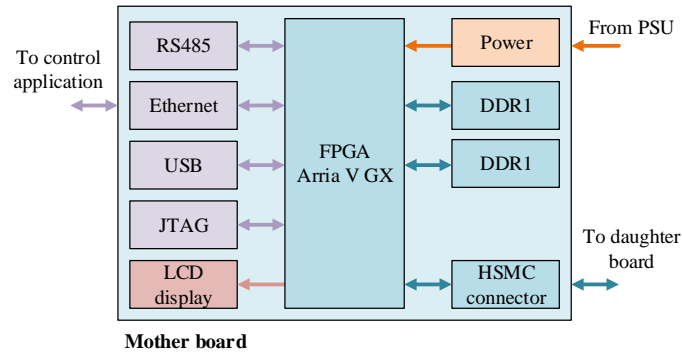 To control
application
RS485
Ethernet
USB
JTAG
LCD
display
FPGA
Arria V GX
Power
DDR1
DDR1
HSMC
connector
From PSU
To daughter
board
Mother board